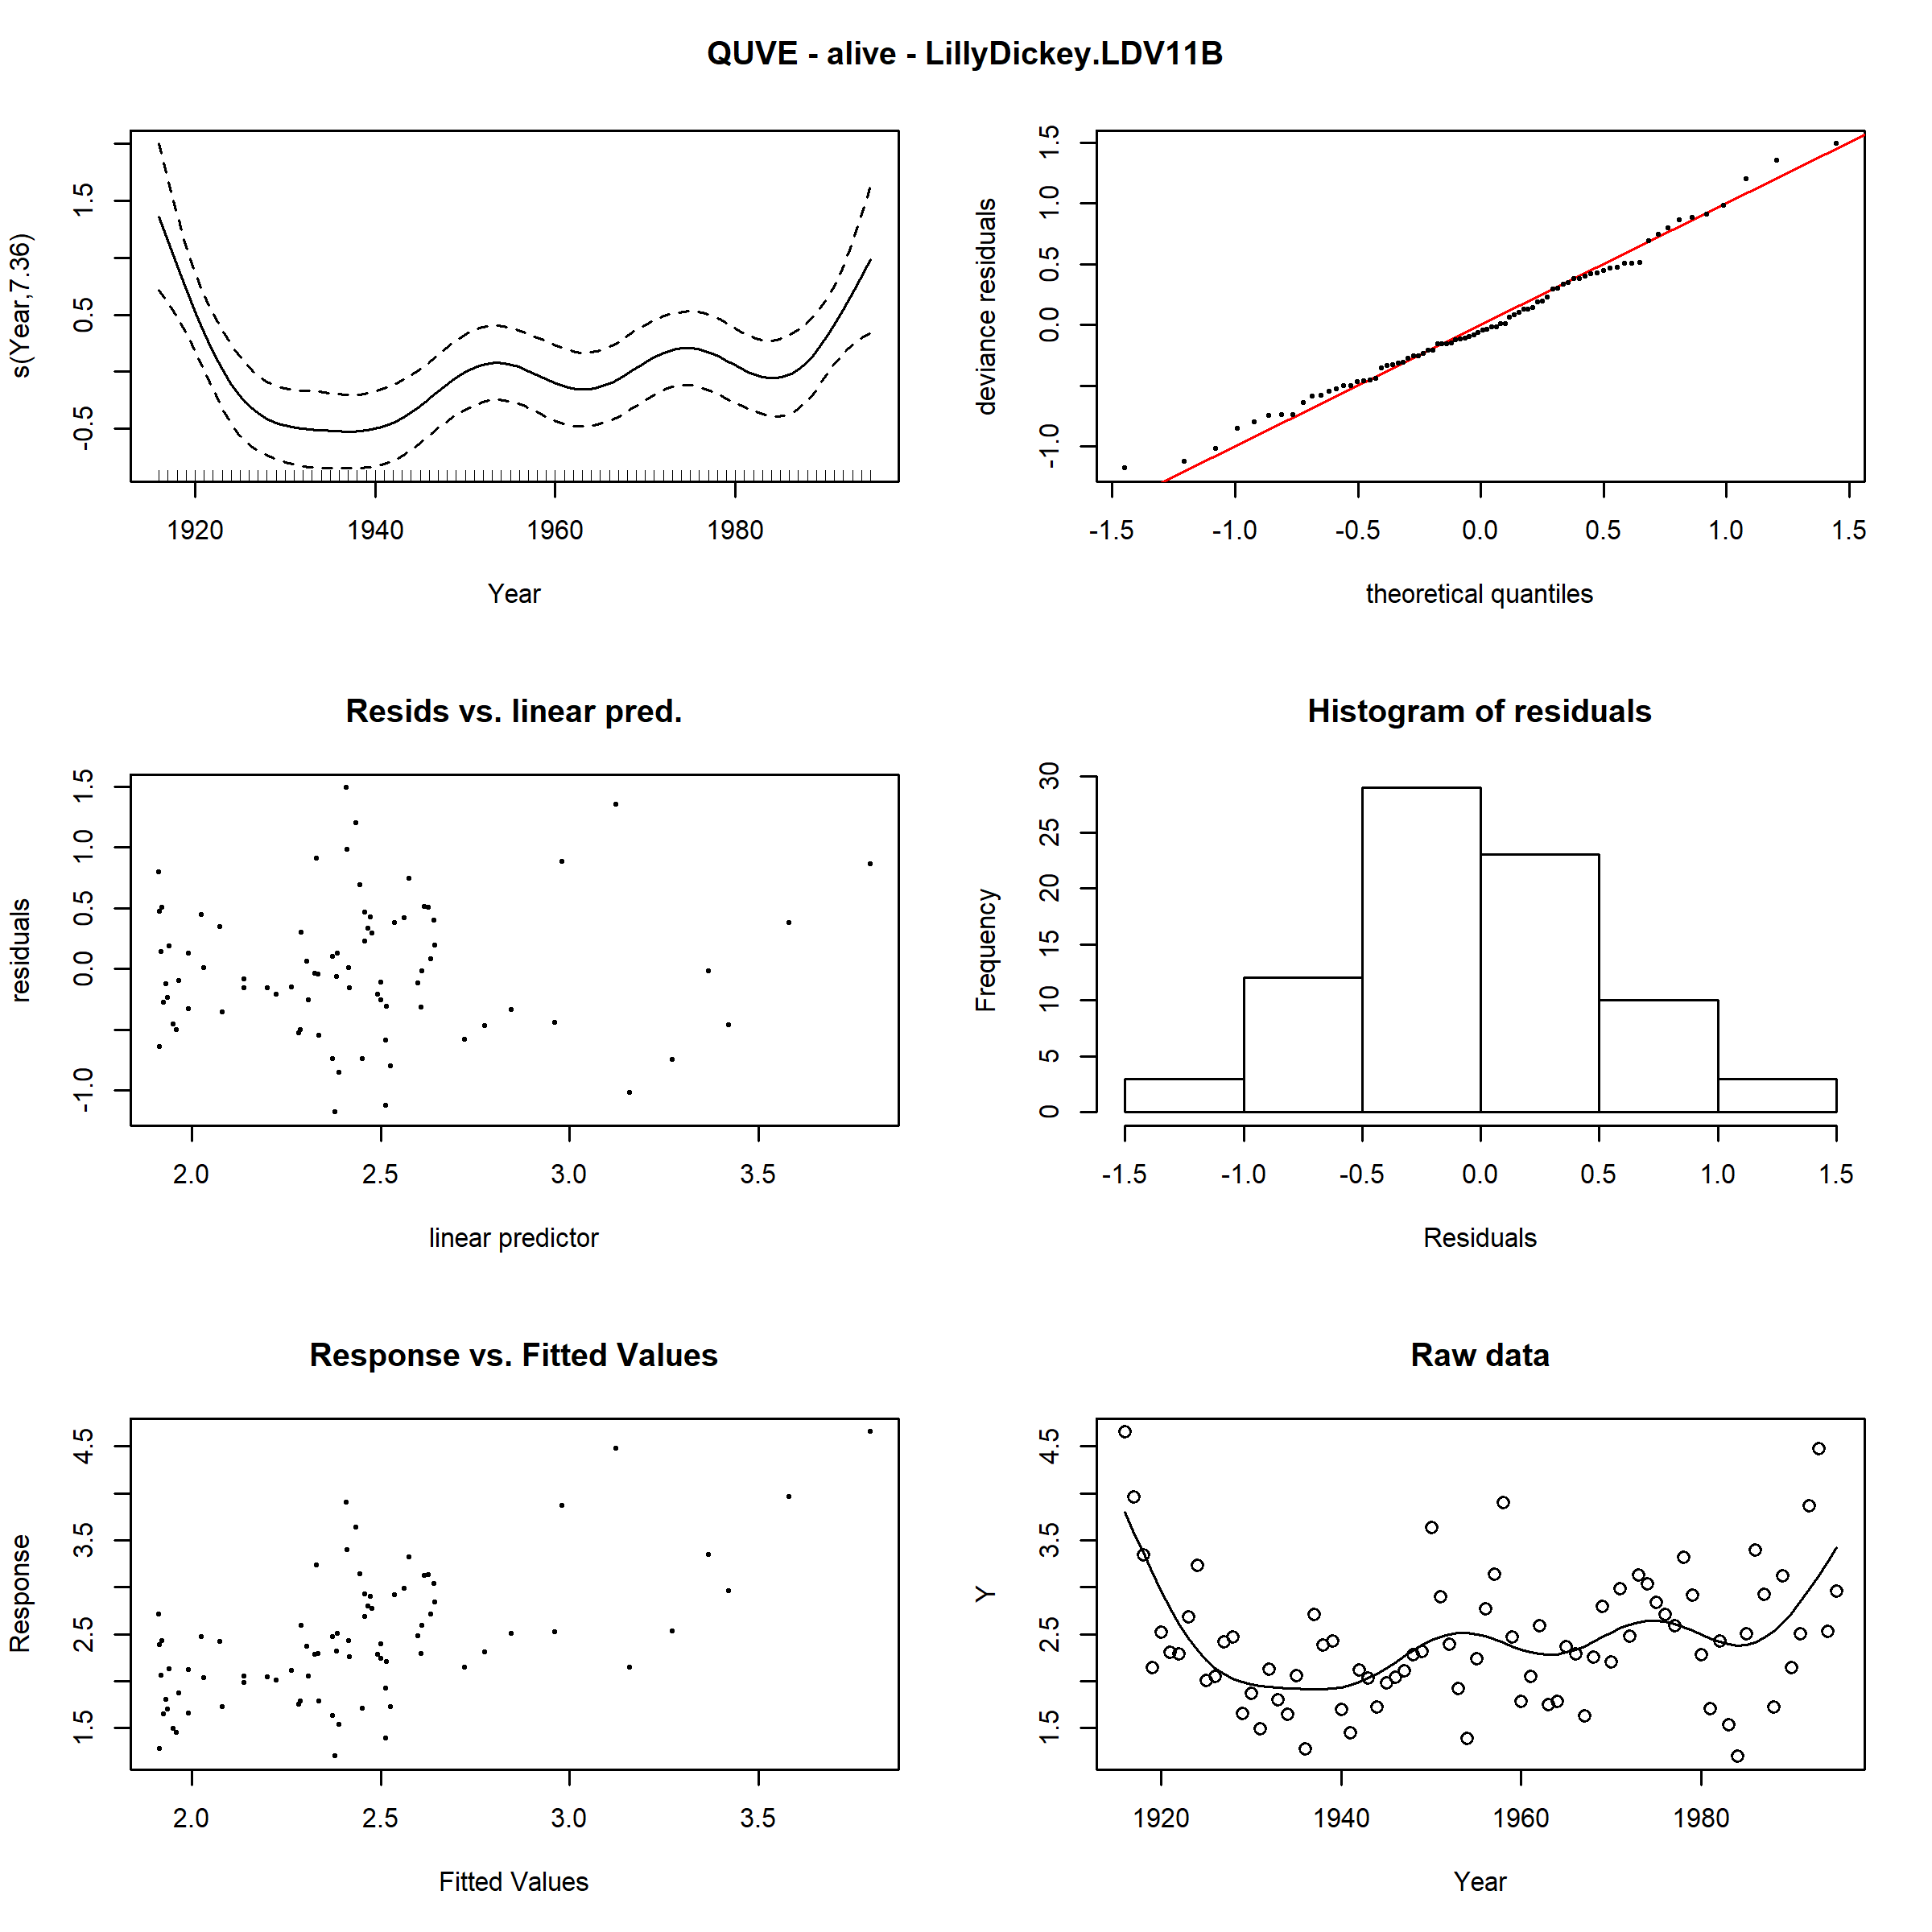 QUVE - alive - LillyDickey.LDV11B
s(Year,7.36)
-0.5 0.5 1.5
1920 1940 1960 1980
Year
deviance residuals
-1.0 0.0 0.5 1.0 1.5
-1.5 -1.0 -0.5 0.0 0.5 1.0 1.5
theoretical quantiles
Resids vs. linear pred.
residuals
-1.0 0.0 0.5 1.0 1.5
2.0 2.5 3.0 3.5
linear predictor
Histogram of residuals
Frequency
0 5 10 15 20 25 30
-1.5 -1.0 -0.5 0.0 0.5 1.0 1.5
Residuals
Response vs. Fitted Values
Response
1.5 2.5 3.5 4.5
2.0 2.5 3.0 3.5
Fitted Values
Raw data
Y
1.5 2.5 3.5 4.5
1920 1940 1960 1980
Year